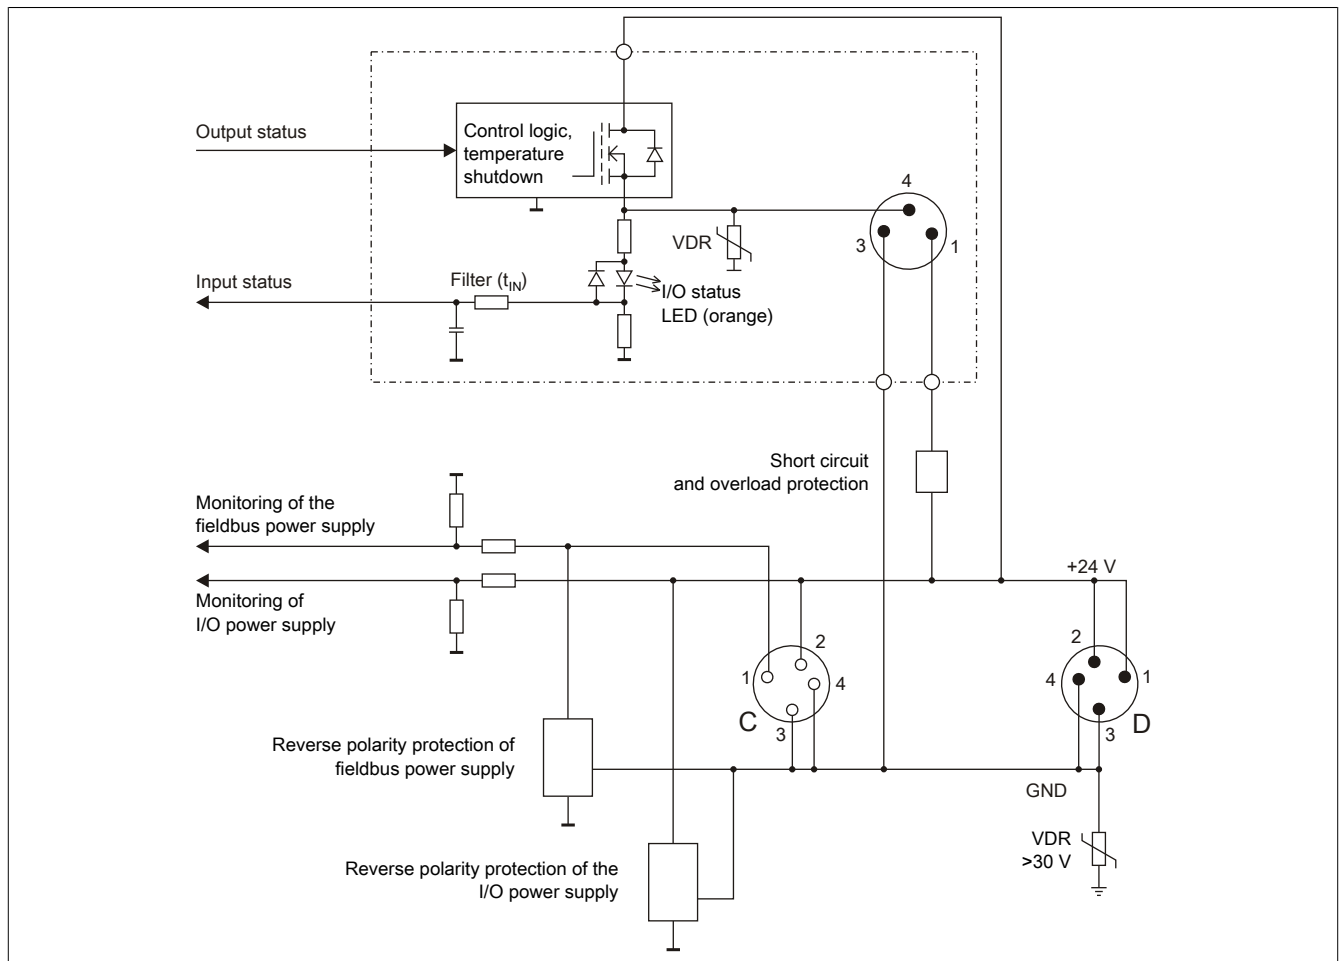 Output status
Control logic,
temperature
shutdown
4
3
1
VDR
Input status
Filter (tIN)
I/O status
LED (orange)
Short circuit
and overload protection
Monitoring of the
fieldbus power supply
+24 V
Monitoring of
I/O power supply
2
1
4
C
3
2
4
1
3
D
Reverse polarity protection of
fieldbus power supply
GND
VDR
>30 V
Reverse polarity protection of the
I/O power supply